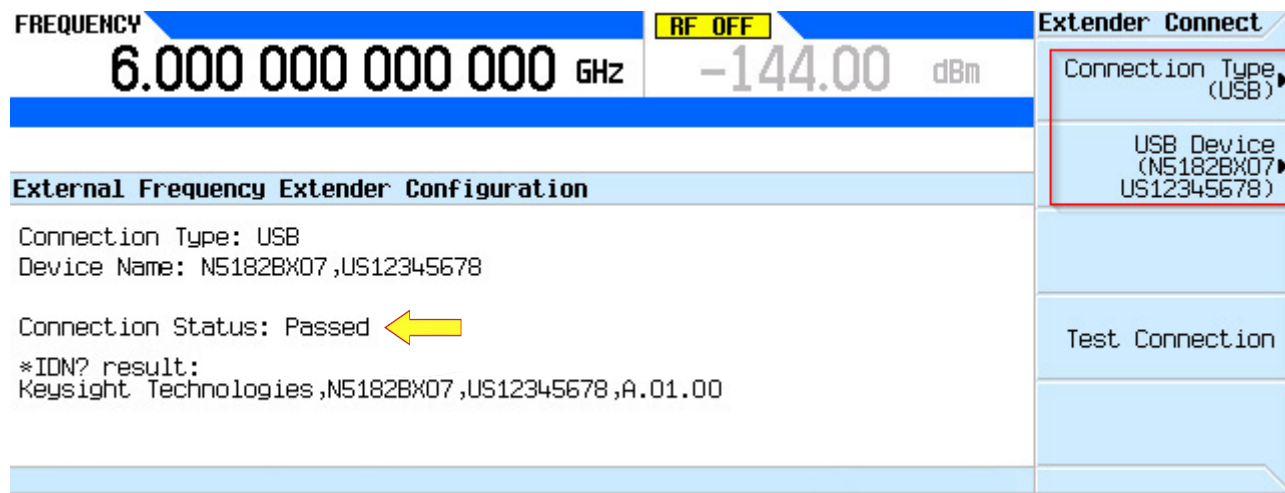 FREQUENCY
6.000 000 000 000 GHz
RF OFF
-144.00 dBm
External Frequency Extender Configuration
Connection Type: USB
Device Name: N5182BX07,US12345678
Connection Status: Passed
*IDN? result:
Keysight Technologies,N5182BX07,US12345678,A.01.00
Extender Connect
Connection Type
(USB)
USB Device
(N5182BX07
US12345678)
Test Connection